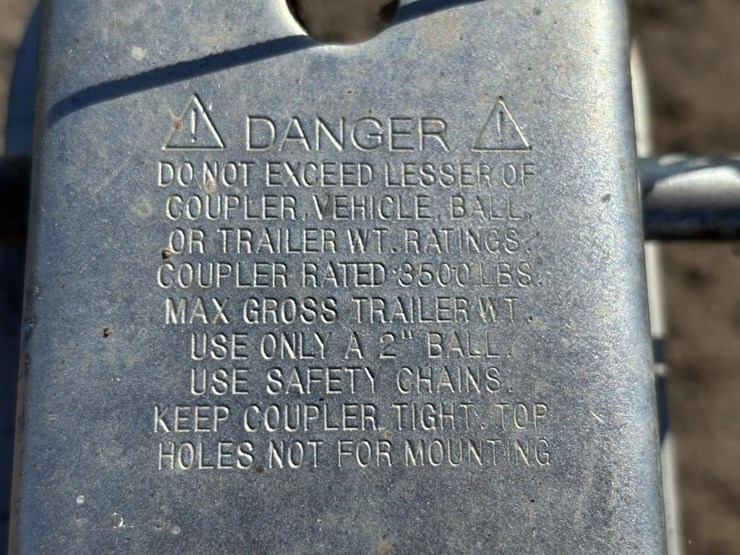 ⚠ DANGER ⚠
DO NOT EXCEED LESSER OF
COUPLER, VEHICLE, BALL,
OR TRAILER WT. RATINGS.
COUPLER RATED 3500 LBS.
MAX GROSS TRAILER WT.
USE ONLY A 2" BALL.
USE SAFETY CHAINS.
KEEP COUPLER TIGHT. TOP
HOLES NOT FOR MOUNTING